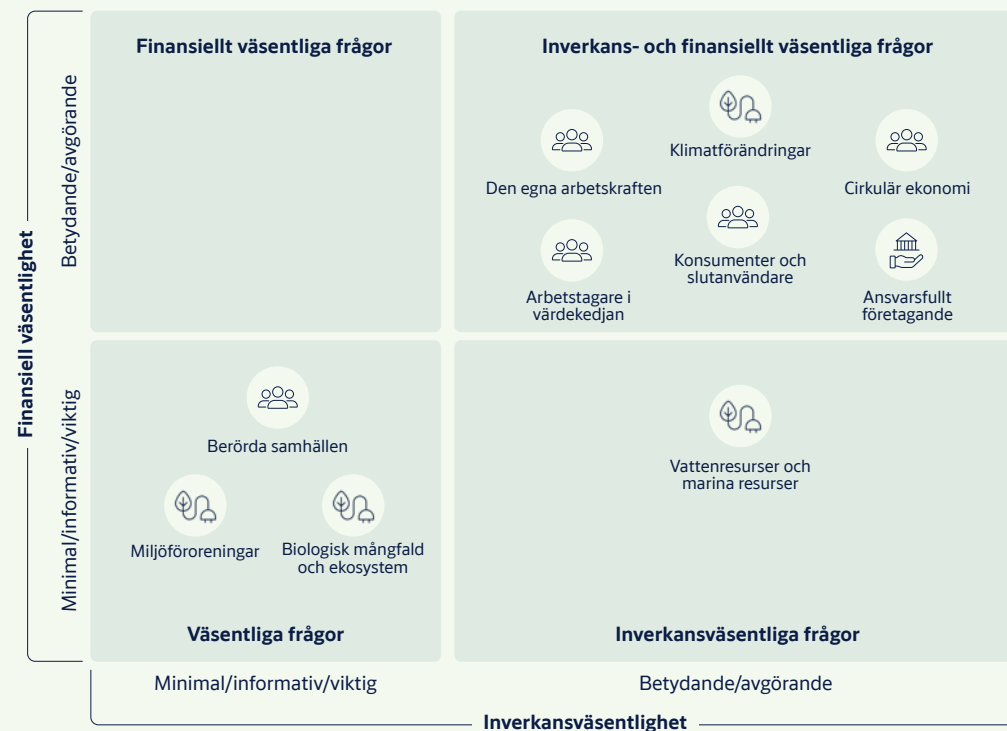 Finansiell väsentlighet
Betydande/avgörande
Minimal/informativ/viktig
Finansiellt väsentliga frågor
Inverkans- och finansiellt väsentliga frågor
Klimatförändringar
Den egna arbetskraften
Cirkulär ekonomi
Konsumenter och
slutanvändare
Arbetstagare i
värdekedjan
Ansvarsfullt
företagande
Berörda samhällen
Miljöföroreningar
Biologisk mångfald
och ekosystem
Väsentliga frågor
Vattenresurser och
marina resurser
Inverkansväsentliga frågor
Minimal/informativ/viktig
Betydande/avgörande
Inverkansväsentlighet